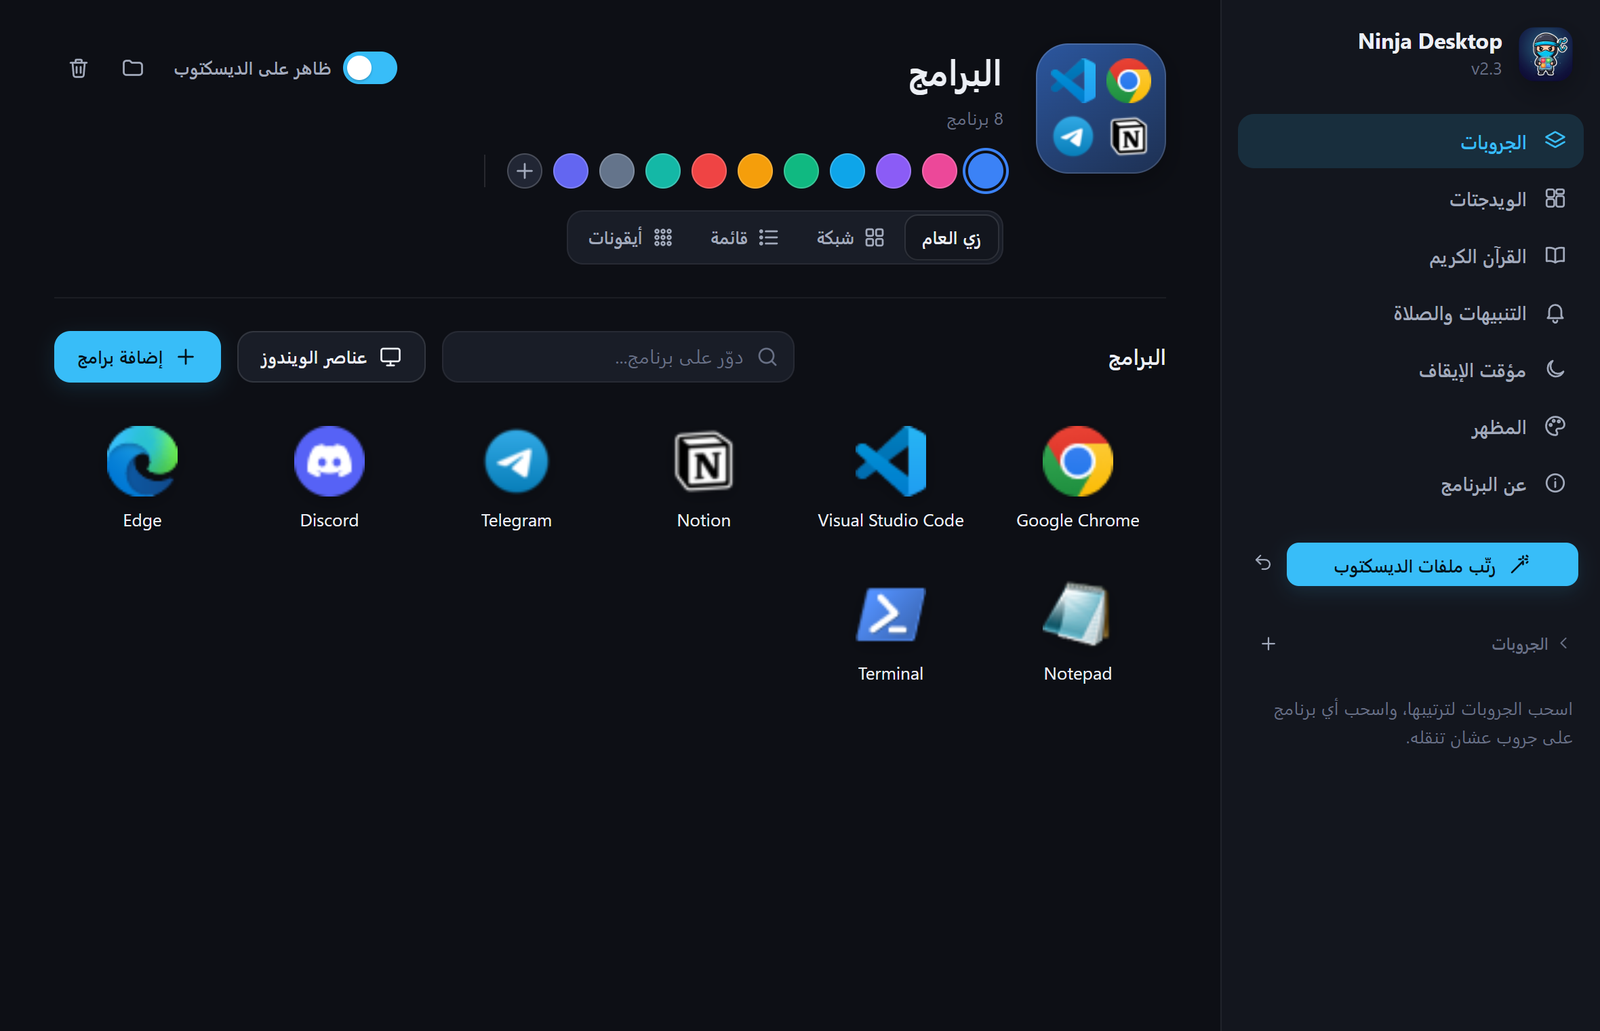 Ninja Desktop
v2.3
الجروبات
الويدجتات
القرآن الكريم
التنبيهات والصلاة
مؤقت الإيقاف
المظهر
عن البرنامج
رتّب ملفات الديسكتوب
الجروبات
اسحب الجروبات لترتيبها، واسحب أي برنامج
على جروب عشان تنقله.
البرامج
8 برنامج
ظاهر على الديسكتوب
زي العام
شبكة
قائمة
أيقونات
البرامج
دوّر على برنامج...
عناصر الويندوز
إضافة برامج
Google Chrome
Visual Studio Code
Notion
Telegram
Discord
Edge
Notepad
Terminal